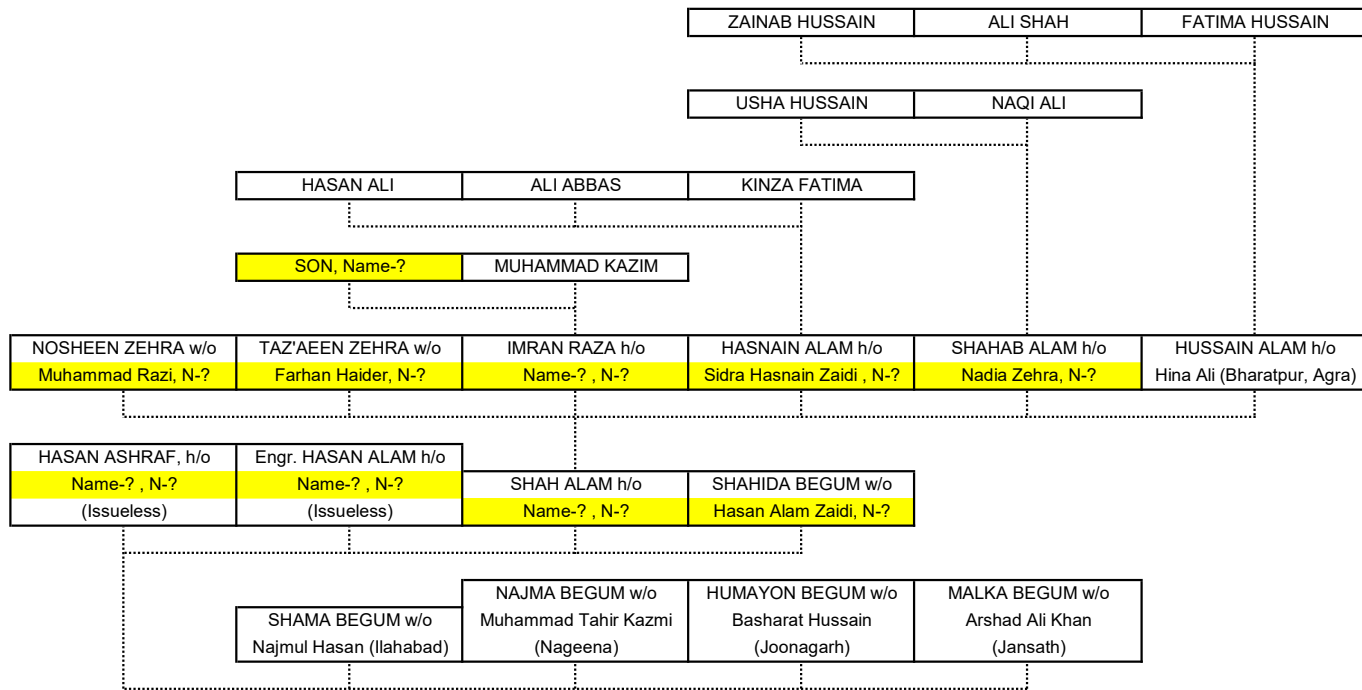 ZAINAB HUSSAIN ALI SHAH FATIMA HUSSAIN
USHA HUSSAIN NAQI ALI
HASAN ALI ALI ABBAS KINZA FATIMA
SON, Name-? MUHAMMAD KAZIM
NOSHEEN ZEHRA w/o TAZ'AEEN ZEHRA w/o IMRAN RAZA h/o HASNAIN ALAM h/o SHAHAB ALAM h/o HUSSAIN ALAM h/o
Muhammad Razi, N-? Farhan Haider, N-? Name-? , N-? Sidra Hasnain Zaidi , N-? Nadia Zehra, N-? Hina Ali (Bharatpur, Agra)
HASAN ASHRAF, h/o Engr. HASAN ALAM h/o
Name-? , N-? Name-? , N-? SHAH ALAM h/o SHAHIDA BEGUM w/o
(Issueless) (Issueless) Name-? , N-? Hasan Alam Zaidi, N-?
NAJMA BEGUM w/o HUMAYON BEGUM w/o MALKA BEGUM w/o
SHAMA BEGUM w/o Muhammad Tahir Kazmi Basharat Hussain Arshad Ali Khan
Najmul Hasan (Ilahabad) (Nageena) (Joonagarh) (Jansath)